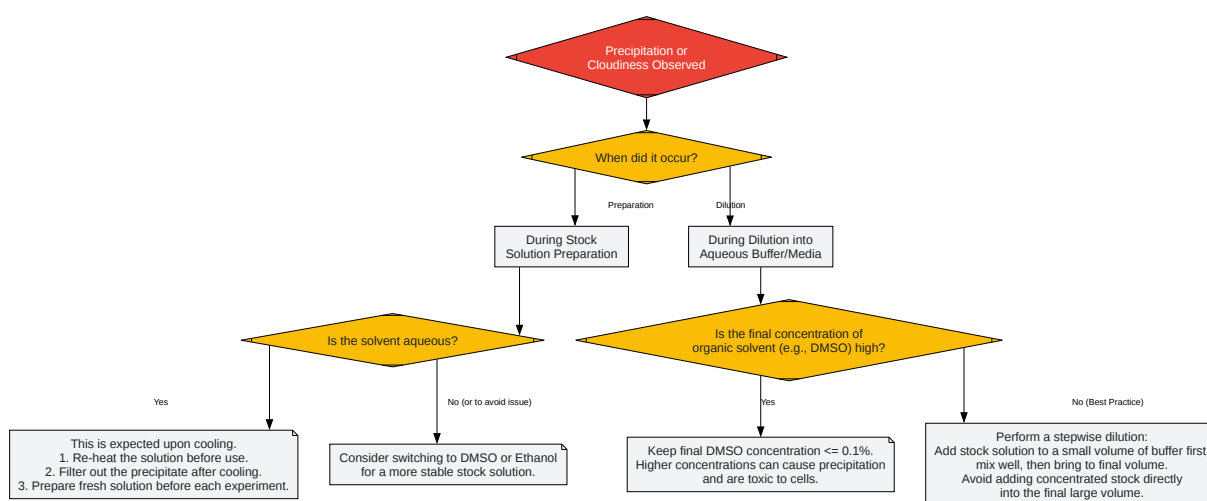 Precipitation or
Cloudiness Observed
When did it occur?
Preparation
Dilution
During Stock
Solution Preparation
During Dilution into
Aqueous Buffer/Media
Is the solvent aqueous?
Is the final concentration of
organic solvent (e.g., DMSO) high?
Yes
No (or to avoid issue)
Yes
No (Best Practice)
This is expected upon cooling.
1. Re-heat the solution before use.
2. Filter out the precipitate after cooling.
3. Prepare fresh solution before each experiment.
Consider switching to DMSO or Ethanol
for a more stable stock solution.
Keep final DMSO concentration <= 0.1%.
Higher concentrations can cause precipitation
and are toxic to cells.
Perform a stepwise dilution:
Add stock solution to a small volume of buffer first
mix well, then bring to final volume.
Avoid adding concentrated stock directly
into the final large volume.